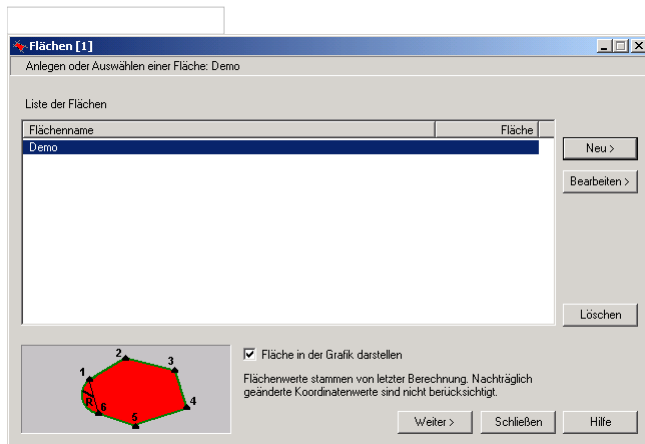 Flächen [1]
Anlegen oder Auswählen einer Fläche: Demo
Liste der Flächen
Flächenname Fläche
Demo
Neu >
Bearbeiten >
Löschen
1 2 3 4 5 6 R
Fläche in der Grafik darstellen
Flächenwerte stammen von letzter Berechnung. Nachträglich
geänderte Koordinatenwerte sind nicht berücksichtigt.
Weiter > Schließen Hilfe